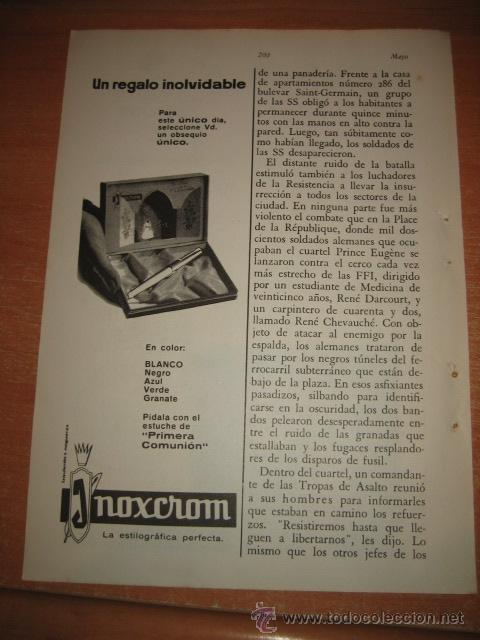 202
Mayo
Un regalo inolvidable
Para
este único día,
seleccione Vd.
un obsequio
único.
En color:
BLANCO
Negro
Azul
Verde
Granate
Pídala con el
estuche de
"Primera
Comunión"
Inoxcrom
La estilográfica perfecta.
de una panadería. Frente a la casa
de apartamientos número 286 del
bulevar Saint-Germain, un grupo
de las SS obligó a los habitantes a
permanecer durante quince minu-
tos con las manos en alto contra la
pared. Luego, tan súbitamente co-
mo habían llegado, los soldados de
las SS desaparecieron.
El distante ruido de la batalla
estimuló también a los luchadores
de la Resistencia a llevar la insu-
rrección a todos los sectores de la
ciudad. En ninguna parte fue más
violento el combate que en la Place
de la République, donde mil dos-
cientos soldados alemanes que ocu-
paban el cuartel Prince Eugène se
lanzaron contra el cerco cada vez
más estrecho de las FFI, dirigido
por un estudiante de Medicina de
veinticinco años, René Darcourt, y
un carpintero de cuarenta y dos,
llamado René Chevauché. Con ob-
jeto de atacar al enemigo por la
espalda, los alemanes trataron de
pasar por los negros túneles del fe-
rrocarril subterráneo que están de-
bajo de la plaza. En esos asfixiantes
pasadizos, silbando para identifi-
carse en la oscuridad, los dos ban-
dos pelearon desesperadamente en-
tre el ruido de las granadas que
estallaban y los fugaces resplando-
res de los disparos de fusil.
Dentro del cuartel, un comandan-
te de las Tropas de Asalto reunió
a sus hombres para informarles
que estaban en camino los refuer-
zos. "Resistiremos hasta que lle-
guen a libertarnos", les dijo. Lo
mismo que los otros jefes de los
todocoleccion.net